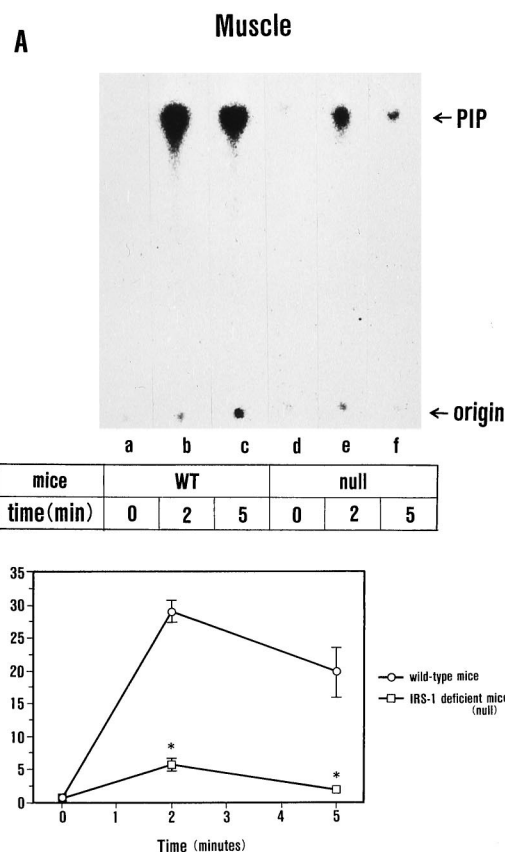 A
Muscle
← PIP
← origin
a b c d e f
mice WT null
time(min) 0 2 5 0 2 5
35
30
25
20
15
10
5
0
*
*
0 1 2 3 4 5
Time (minutes)
wild-type mice
IRS-1 deficient mice
(null)